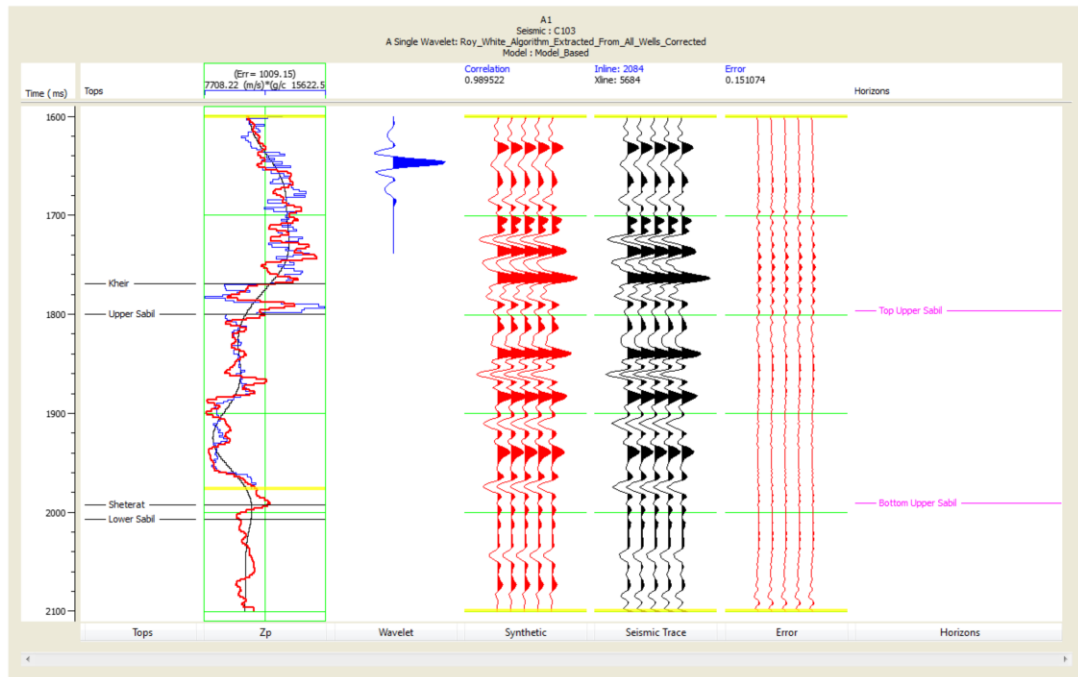 A1
Seismic : C103
A Single Wavelet: Roy_White_Algorithm_Extracted_From_All_Wells_Corrected
Model : Model_Based
Time ( ms)
Tops
(Err= 1009.15)
7708.22 (m/s)*(g/c 15622.5
Correlation
0.989522
Inline: 2084
Xline: 5684
Error
0.151074
Horizons
1600
1700
Kheir
Top Upper Sabil
1800
Upper Sabil
1900
Sheterat
Bottom Upper Sabil
2000
Lower Sabil
2100
Tops
Zp
Wavelet
Synthetic
Seismic Trace
Error
Horizons